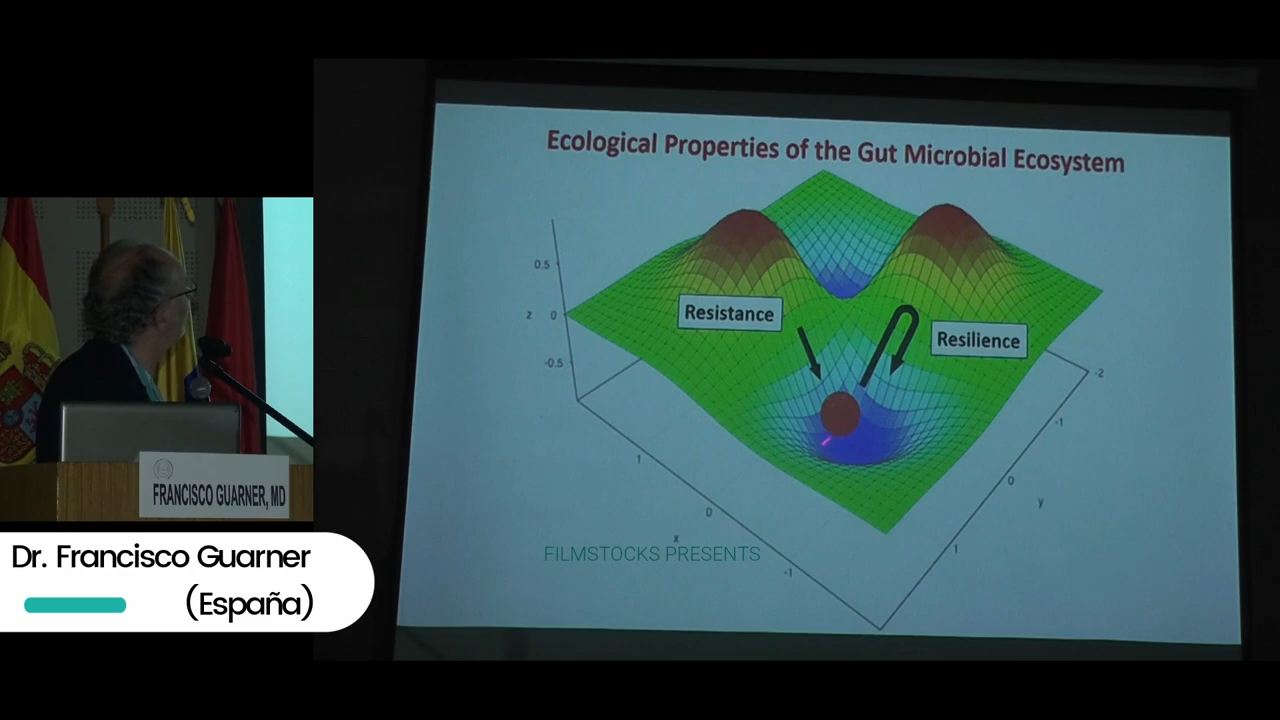 Ecological Properties of the Gut Microbial Ecosystem
0.5
z 0
-0.5
Resistance
Resilience
-2
-1
0
y
1
1
0
x
-1
FILMSTOCKS PRESENTS
FRANCISCO GUARNER, MD
Dr. Francisco Guarner
(España)